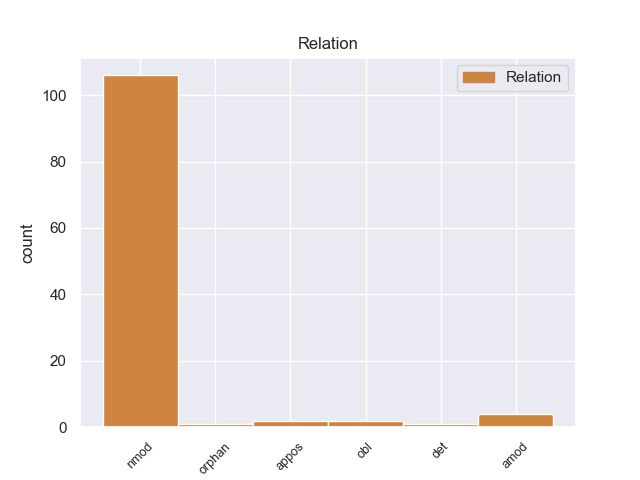 Relation
Relation
count
100
80
60
40
20
0
nmod
orphan
appos
obl
det
amod